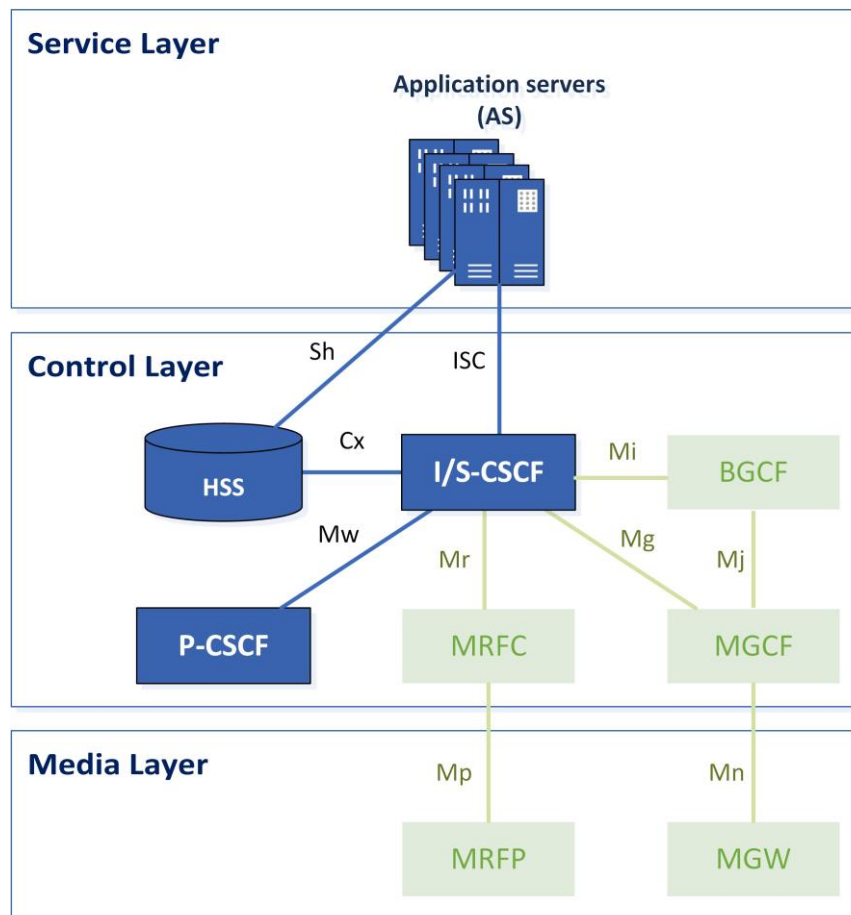 Service Layer
Application servers
(AS)
Sh
ISC
Control Layer
Cx
I/S-CSCF
Mi
BGCF
HSS
Mw
Mr
Mg
Mj
P-CSCF
MRFC
MGCF
Media Layer
Mp
Mn
MRFP
MGW